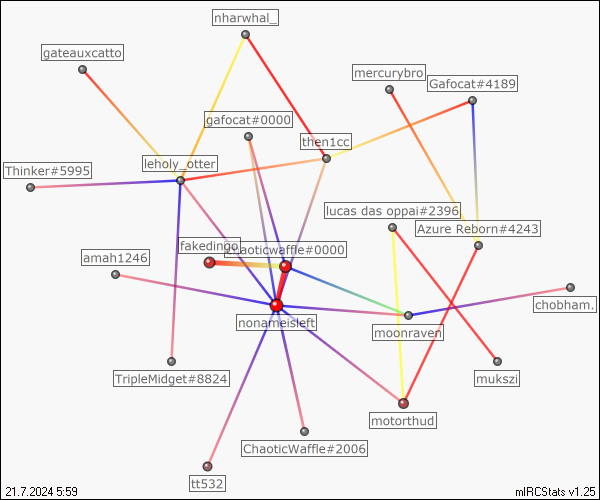 nharwhal_
gateauxcatto
mercurybro
Gafocat#4189
gafocat#0000
then1cc
leholy_otter
Thinker#5995
lucas das oppai#2396
Azure Reborn#4243
fakedingo
chaoticwaffle#0000
amah1246
chobham.
nonameisleft
moonraven
TripleMidget#8824
mukszi
motorthud
ChaoticWaffle#2006
tt532
21.7.2024 5:59
mIRCStats v1.25